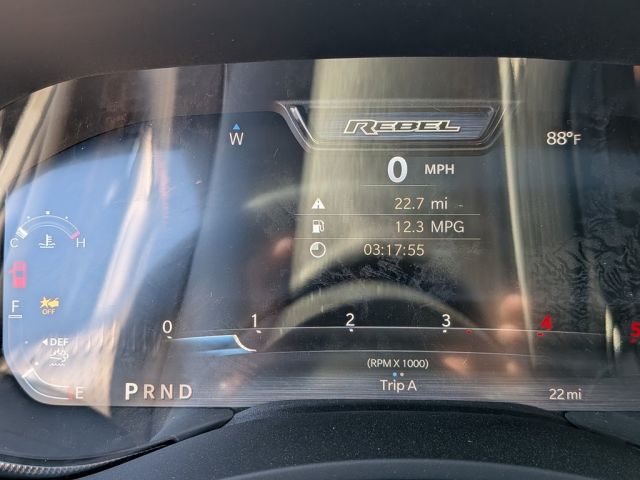 REBEL
W
88°F
0 MPH
22.7 mi
12.3 MPG
03:17:55
C H
F
OFF
DEF
E
0 1 2 3 4 5
(RPM X 1000)
PRND
Trip A
22 mi